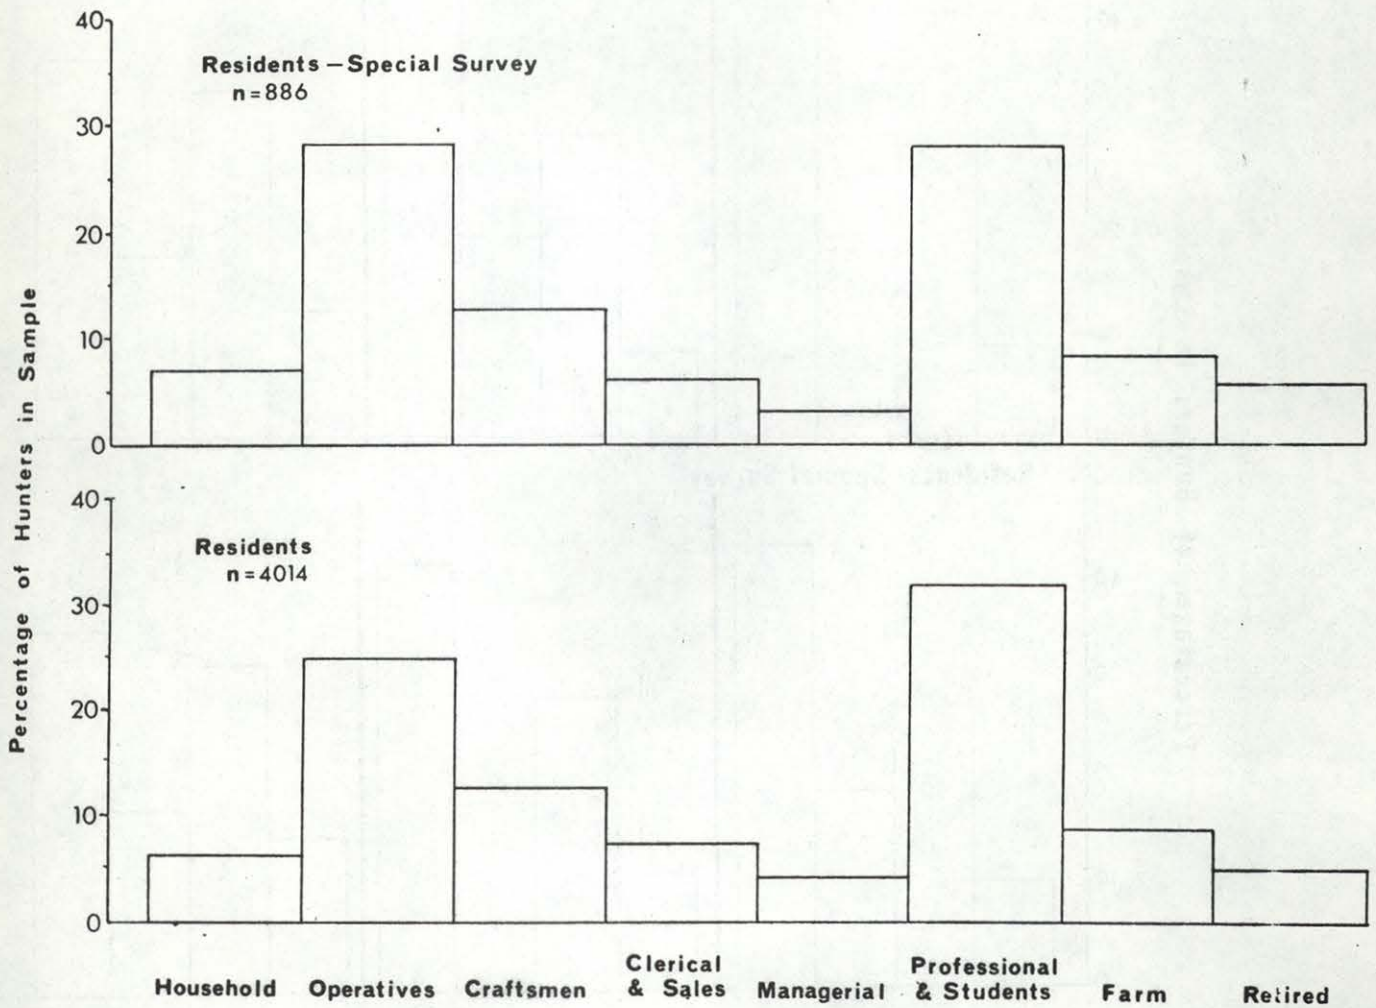 Percentage of Hunters in Sample
40
Residents – Special Survey
n=886
30
20
10
0
40
Residents
n=4014
30
20
10
0
Household Operatives Craftsmen Clerical & Sales Managerial Professional & Students Farm Retired